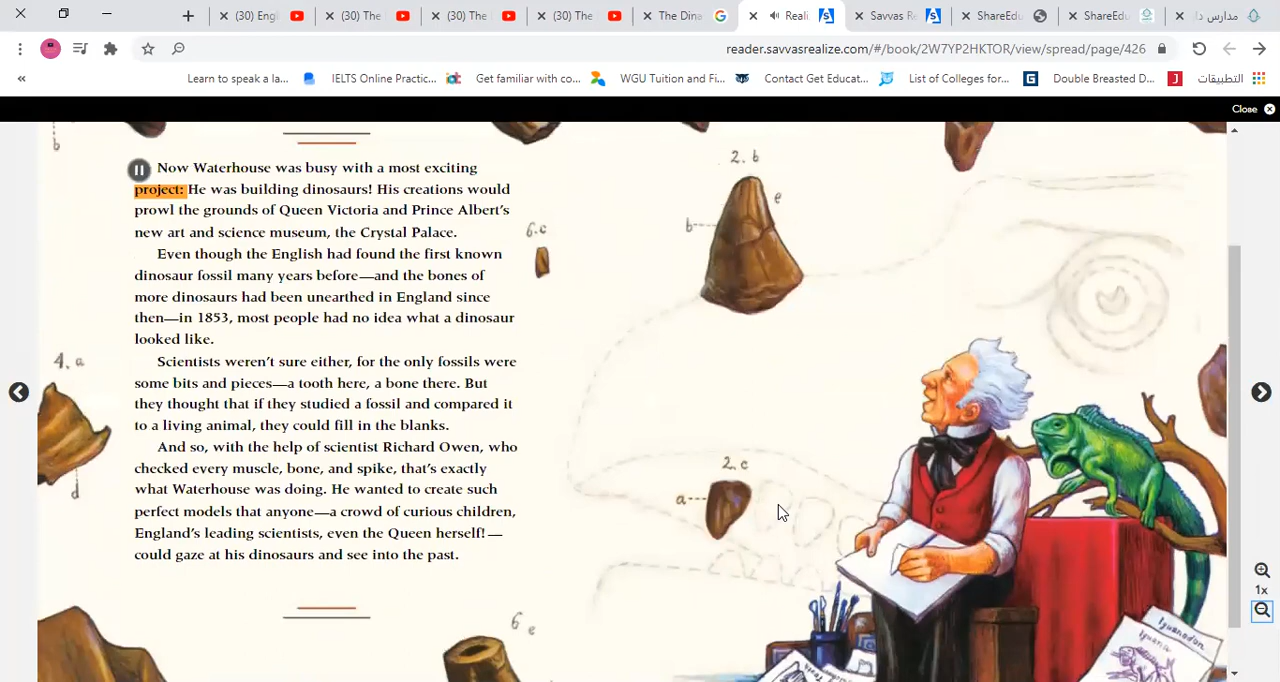 (30) Engl
(30) The
(30) The
(30) The
The Dina
Reali
Savvas Re
ShareEdu
ShareEdu
مدارس دا
reader.savvasrealize.com/#/book/2W7YP2HKTOR/view/spread/page/426
Learn to speak a la...
IELTS Online Practic...
Get familiar with co...
WGU Tuition and Fi...
Contact Get Educat...
List of Colleges for...
Double Breasted D...
التطبيقات
Close
Now Waterhouse was busy with a most exciting
project: He was building dinosaurs! His creations would
prowl the grounds of Queen Victoria and Prince Albert's
new art and science museum, the Crystal Palace.
Even though the English had found the first known
dinosaur fossil many years before—and the bones of
more dinosaurs had been unearthed in England since
then—in 1853, most people had no idea what a dinosaur
looked like.
Scientists weren't sure either, for the only fossils were
some bits and pieces—a tooth here, a bone there. But
they thought that if they studied a fossil and compared it
to a living animal, they could fill in the blanks.
And so, with the help of scientist Richard Owen, who
checked every muscle, bone, and spike, that's exactly
what Waterhouse was doing. He wanted to create such
perfect models that anyone—a crowd of curious children,
England's leading scientists, even the Queen herself!—
could gaze at his dinosaurs and see into the past.
b
2. b
e
b
6.c
4. a
d
2. c
a
6 e
1x
Iguanodon
Iguana